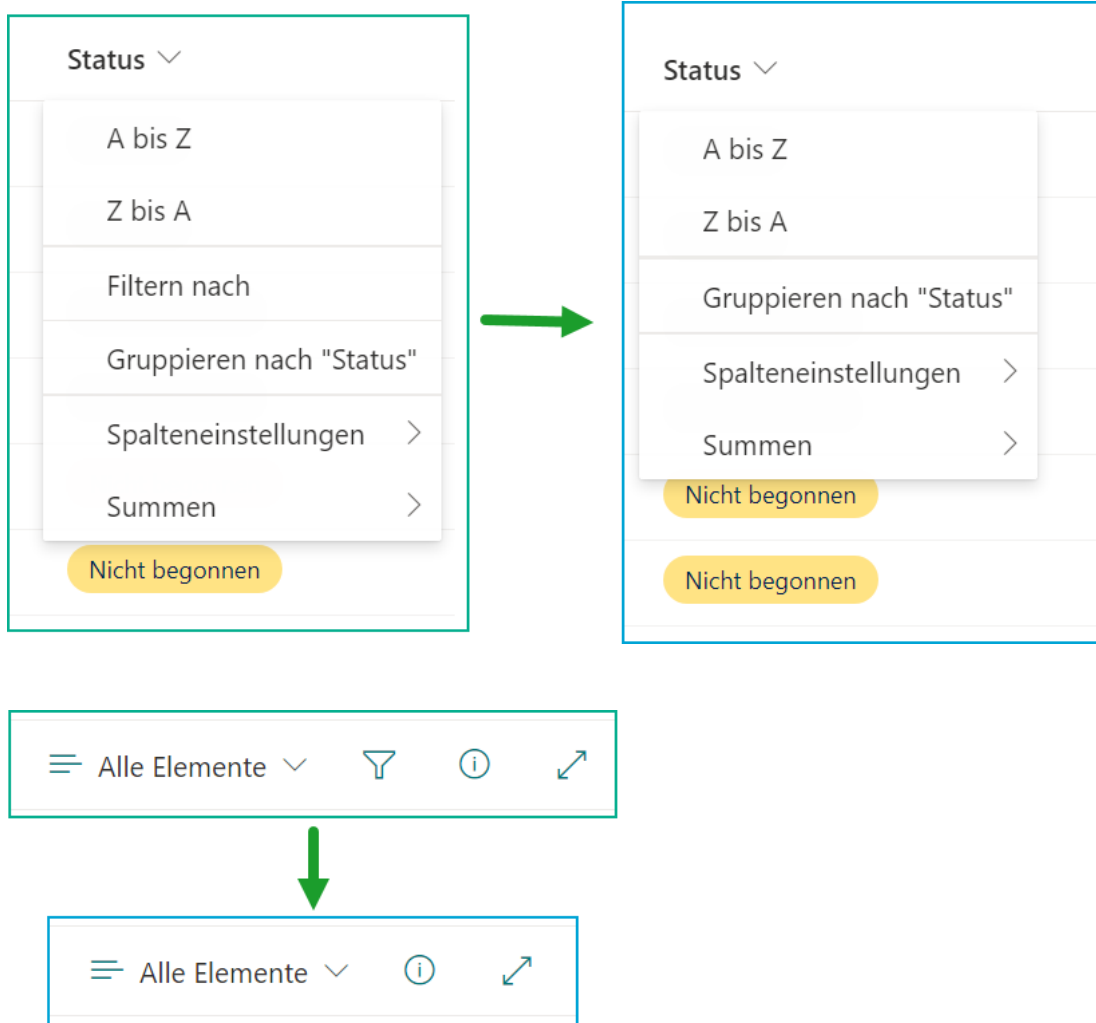 Status
A bis Z
Z bis A
Filtern nach
Gruppieren nach "Status"
Spalteneinstellungen
Summen
Nicht begonnen
Status
A bis Z
Z bis A
Gruppieren nach "Status"
Spalteneinstellungen
Summen
Nicht begonnen
Nicht begonnen
Alle Elemente
Alle Elemente